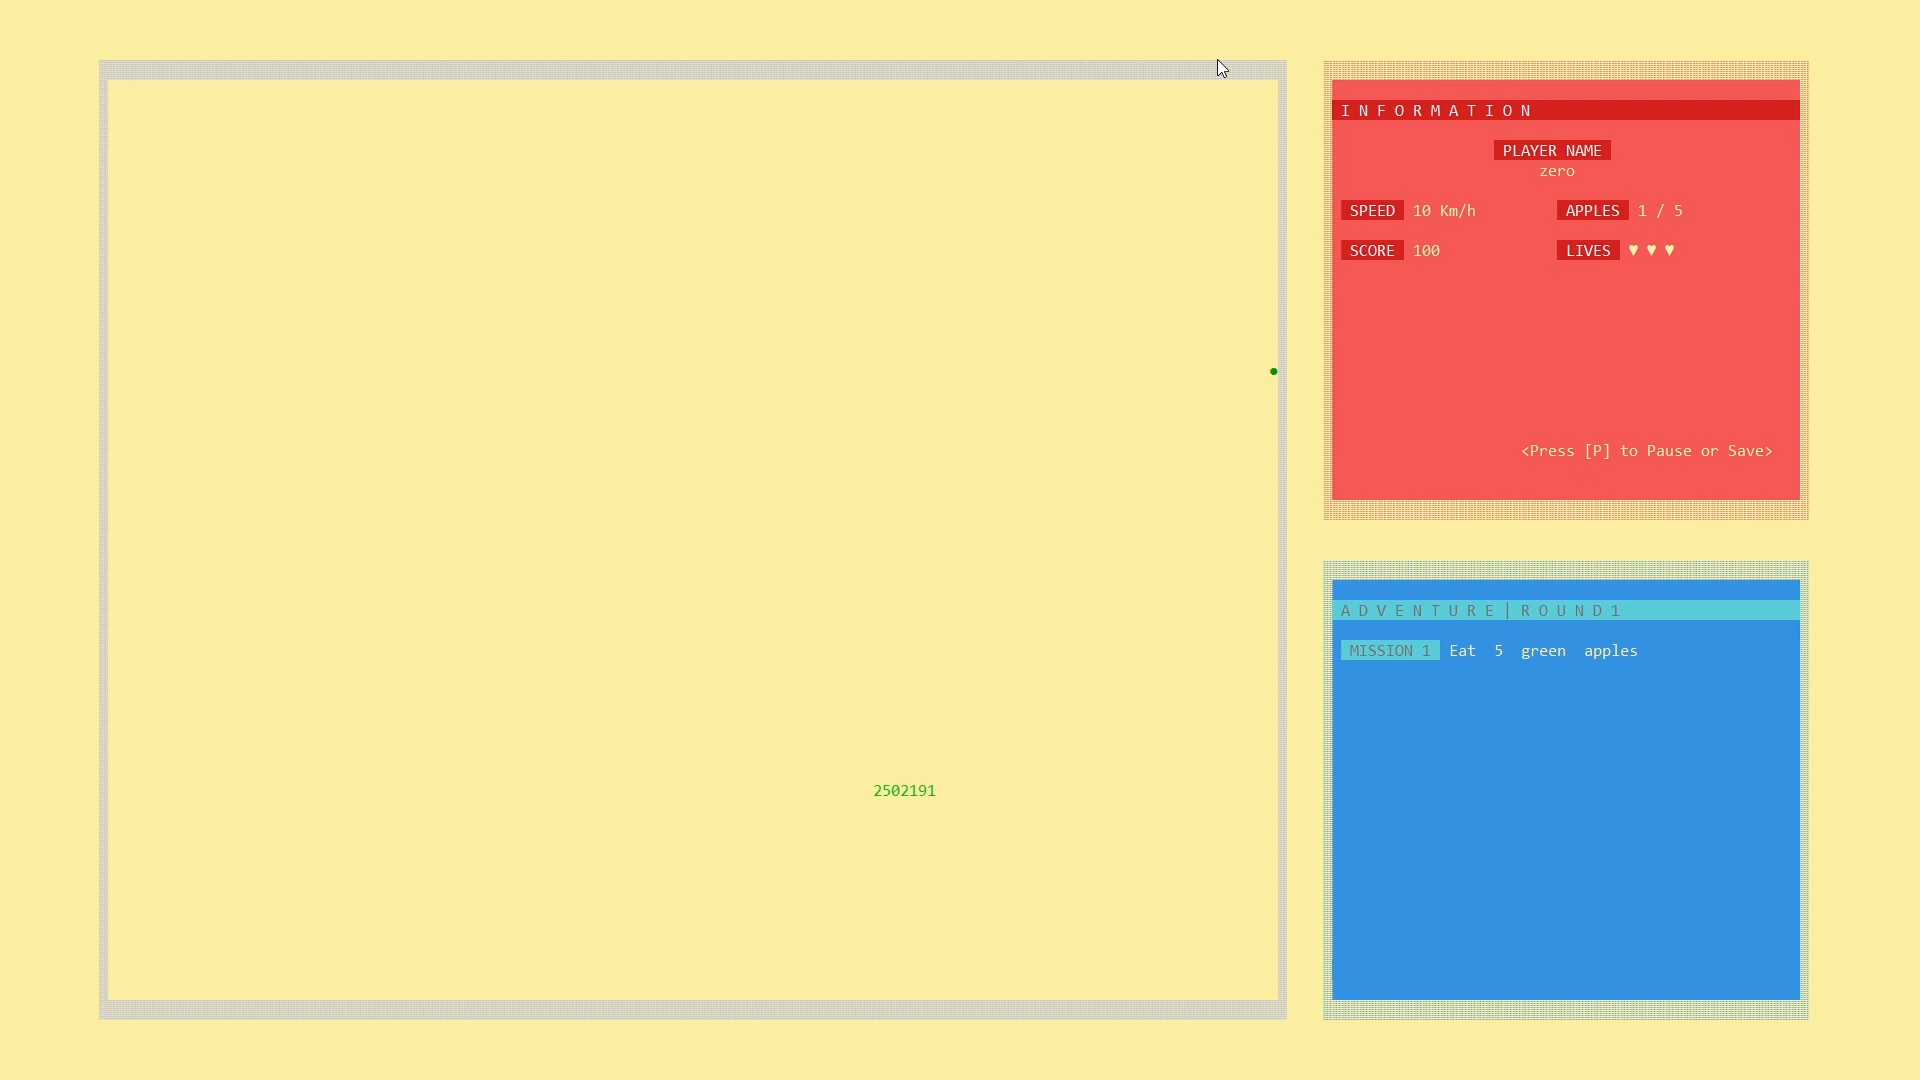 I N F O R M A T I O N
PLAYER NAME
zero
SPEED 10 Km/h APPLES 1 / 5
SCORE 100 LIVES ♥ ♥ ♥
<Press [P] to Pause or Save>
A D V E N T U R E | R O U N D 1
MISSION 1 Eat 5 green apples
2502191